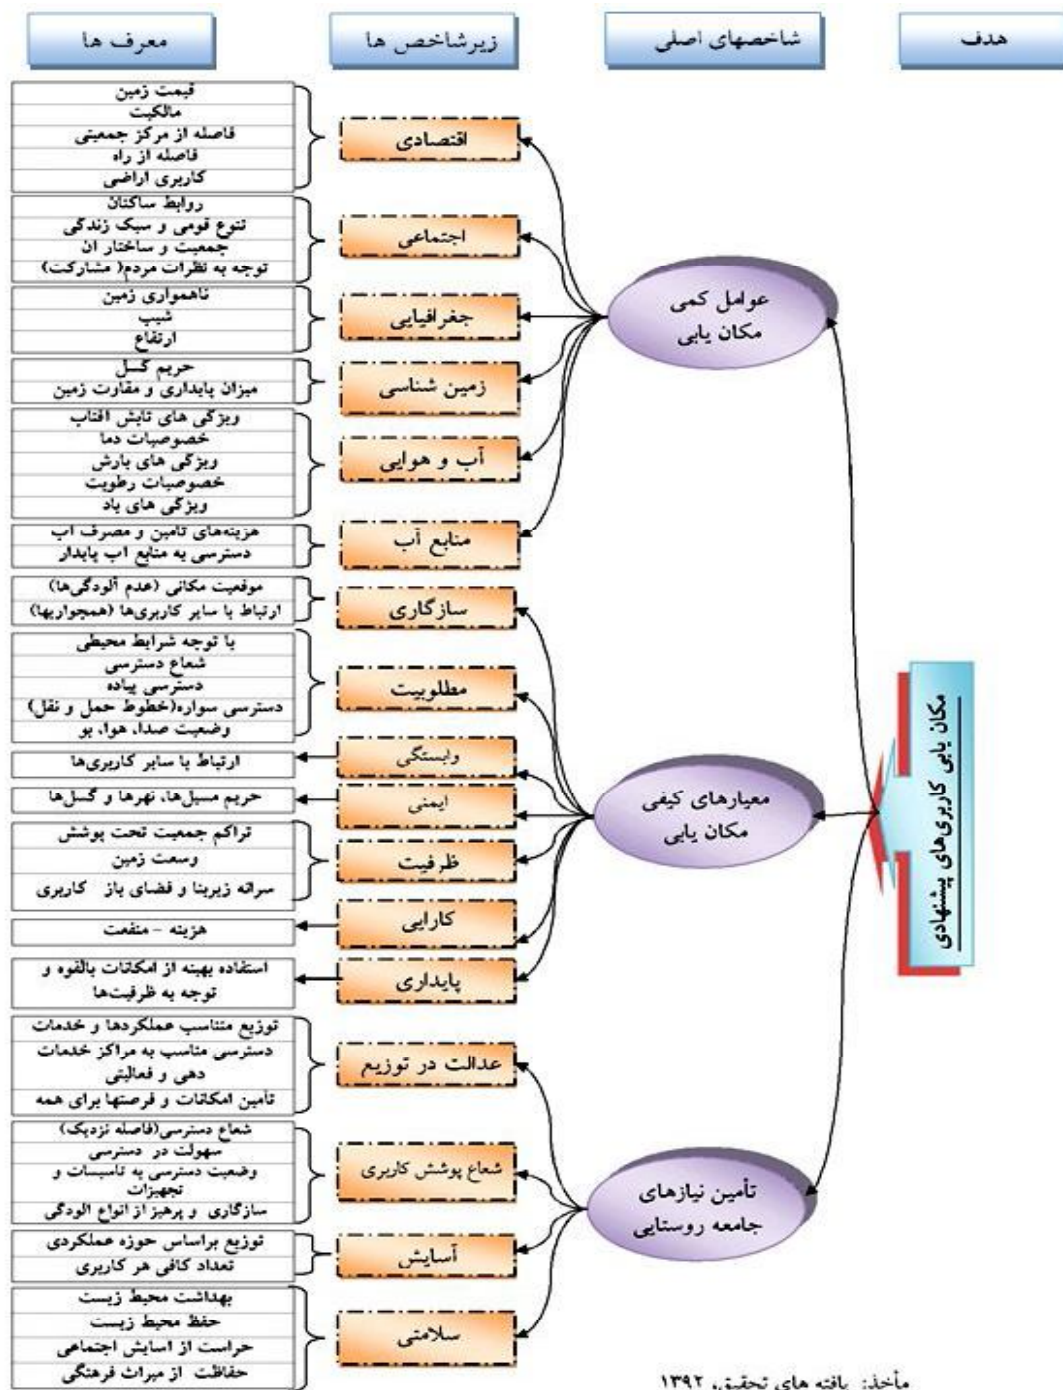 هدف
شاخصهای اصلی
زیرشاخص ها
معرف ها
مکان یابی کاربری‌های پیشنهادی
عوامل کمی
مکان یابی
اقتصادی
قیمت زمین
مالکیت
فاصله از مرکز جمعیتی
فاصله از راه
کاربری اراضی
اجتماعی
روابط ساکنان
تنوع قومی و سبک زندگی
جمعیت و ساختار ان
توجه به نظرات مردم( مشارکت)
جغرافیایی
ناهمواری زمین
شیب
ارتفاع
زمین شناسی
حریم گسل
میزان پایداری و مقاومت زمین
آب و هوایی
ویژگی های تابش افتاب
خصوصیات دما
ویژگی های بارش
خصوصیات رطوبت
ویژگی های باد
منابع آب
هزینه‌های تامین و مصرف اب
دسترسی به منابع اب پایدار
معیارهای کیفی
مکان یابی
سازگاری
موقعیت مکانی (عدم آلودگی‌ها)
ارتباط با سایر کاربری‌ها (همجواریها)
مطلوبیت
با توجه شرایط محیطی
شعاع دسترسی
دسترسی پیاده
دسترسی سواره(خطوط حمل و نقل)
وضعیت صدا، هوا، بو
وابستگی
ارتباط با سایر کاربری‌ها
ایمنی
حریم مسیل‌ها، نهرها و گسل‌ها
ظرفیت
تراکم جمعیت تحت پوشش
وسعت زمین
سرانه زیربنا و فضای باز کاربری
کارایی
هزینه - منفعت
پایداری
استفاده بهینه از امکانات بالقوه و
توجه به ظرفیت‌ها
تأمین نیازهای
جامعه روستایی
عدالت در توزیع
توزیع متناسب عملکردها و خدمات
دسترسی مناسب به مراکز خدمات
دهی و فعالیتی
تأمین امکانات و فرصتها برای همه
شعاع پوشش کاربری
شعاع دسترسی(فاصله نزدیک)
سهولت در دسترسی
وضعیت دسترسی به تاسیسات و
تجهیزات
سازگاری و پرهیز از انواع الودگی
آسایش
توزیع براساس حوزه عملکردی
تعداد کافی هر کاربری
سلامتی
بهداشت محیط زیست
حفظ محیط زیست
حراست از اسایش اجتماعی
حفاظت از میراث فرهنگی
مأخذ: یافته های تحقیق، ۱۳۹۲